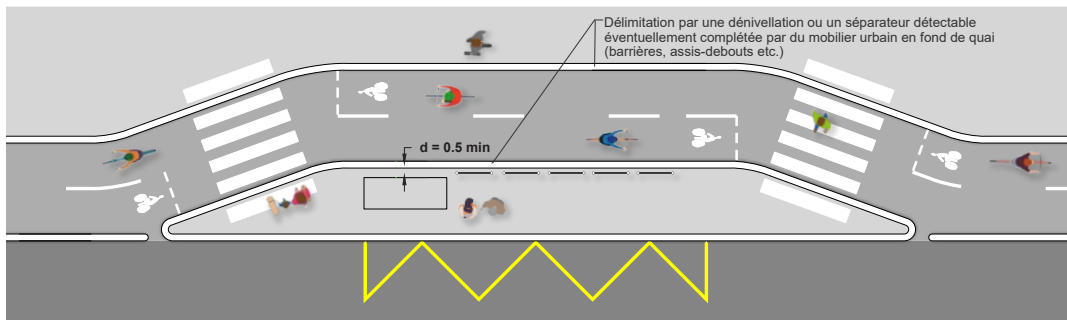 Délimitation par une dénivellation ou un séparateur détectable
éventuellement complétée par du mobilier urbain en fond de quai
(barrières, assis-debouts etc.)
d = 0.5 min